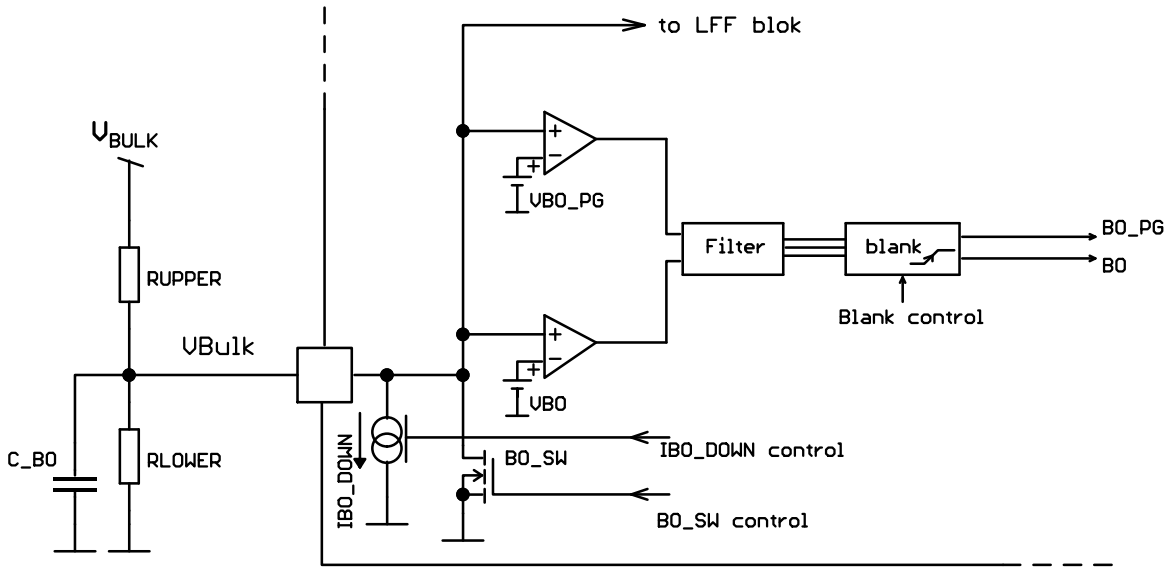 to LFF blok
VBULK
+
−
+
VBO_PG
RUPPER
Filter
blank
BO_PG
BO
Blank control
VBulk
+
−
+
VBO
C_BO
RLOWER
IBO_DOWN
IBO_DOWN control
BO_SW
BO_SW control